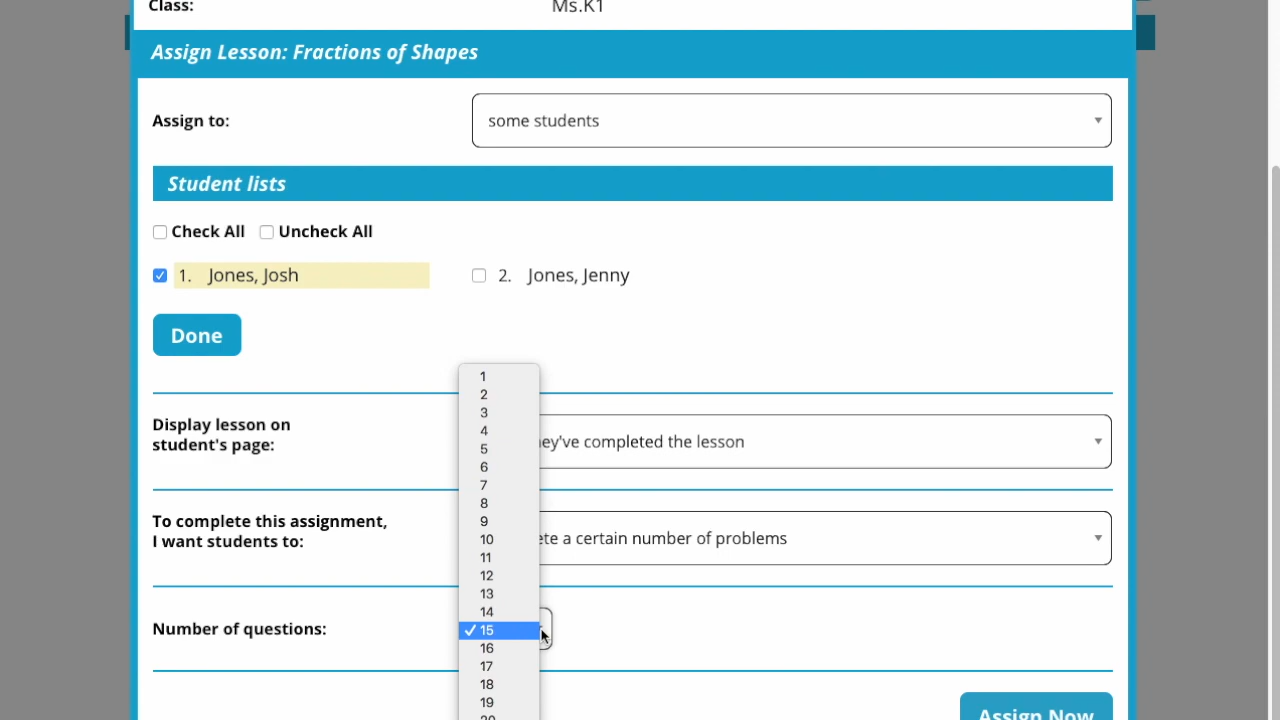 Class: Ms.K1
Assign Lesson: Fractions of Shapes
Assign to: some students
Student lists
Check All Uncheck All
1. Jones, Josh 2. Jones, Jenny
Done
Display lesson on
student's page:
ey've completed the lesson
To complete this assignment,
I want students to:
ete a certain number of problems
Number of questions:
1
2
3
4
5
6
7
8
9
10
11
12
13
14
✓ 15
16
17
18
19
20
Assign Now